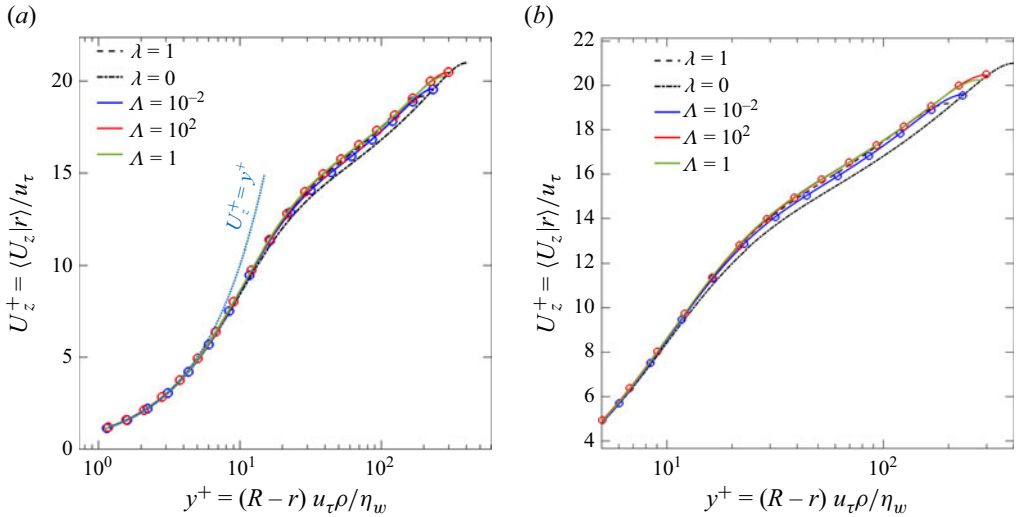 (a)
λ = 1
λ = 0
Λ = 10⁻²
Λ = 10²
Λ = 1
U_z^+ = y^+
20
15
10
5
0
10⁰
10¹
10²
U_z^+ = ⟨U_z|r⟩/u_τ
y^+ = (R – r) u_τρ/η_w
(b)
λ = 1
λ = 0
Λ = 10⁻²
Λ = 10²
Λ = 1
22
20
18
16
14
12
10
8
6
4
10¹
10²
U_z^+ = ⟨U_z|r⟩/u_τ
y^+ = (R – r) u_τρ/η_w